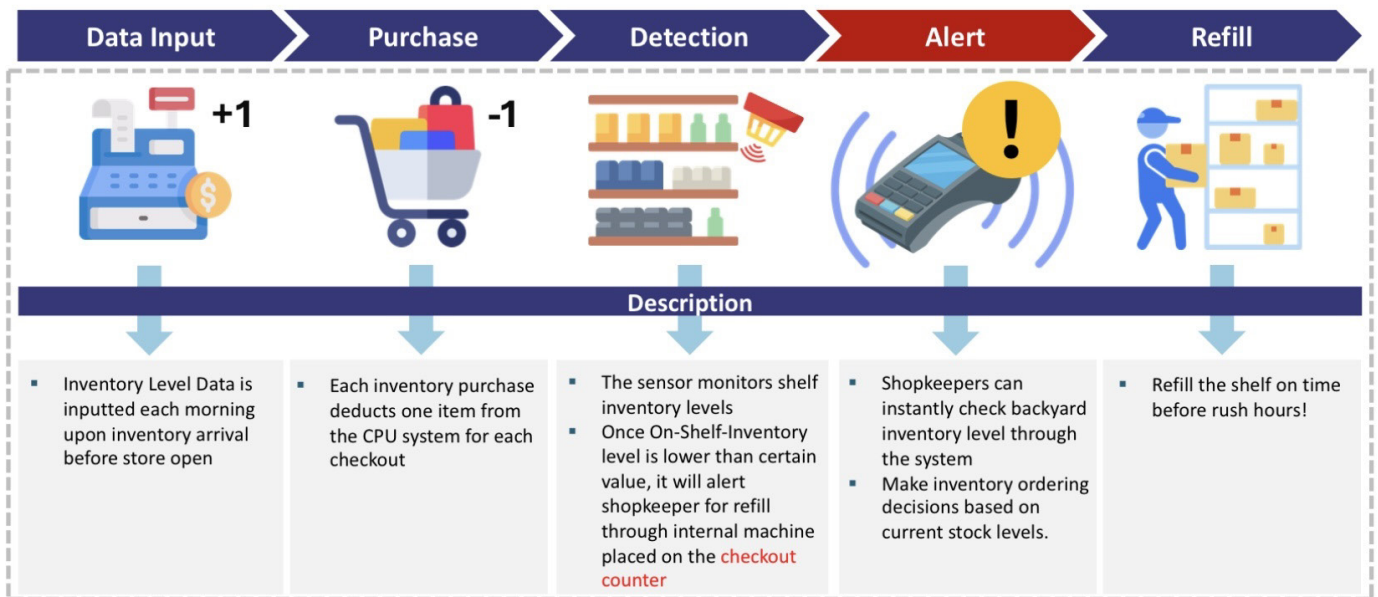 Data Input
Purchase
Detection
Alert
Refill
+1
-1
$
!
Description
▪ Inventory Level Data is
inputted each morning
upon inventory arrival
before store open
▪ Each inventory purchase
deducts one item from
the CPU system for each
checkout
▪ The sensor monitors shelf
inventory levels
▪ Once On-Shelf-Inventory
level is lower than certain
value, it will alert
shopkeeper for refill
through internal machine
placed on the checkout
counter
▪ Shopkeepers can
instantly check backyard
inventory level through
the system
▪ Make inventory ordering
decisions based on
current stock levels.
▪ Refill the shelf on time
before rush hours!